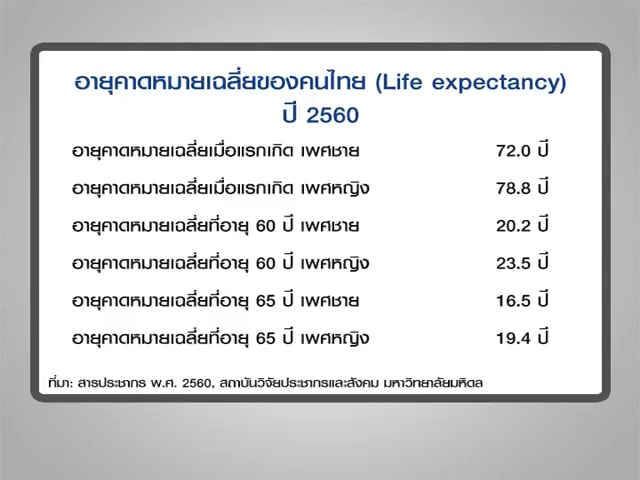 อายุคาดหมายเฉลี่ยของคนไทย (Life expectancy)
ปี 2560
อายุคาดหมายเฉลี่ยเมื่อแรกเกิด เพศชาย 72.0 ปี
อายุคาดหมายเฉลี่ยเมื่อแรกเกิด เพศหญิง 78.8 ปี
อายุคาดหมายเฉลี่ยที่อายุ 60 ปี เพศชาย 20.2 ปี
อายุคาดหมายเฉลี่ยที่อายุ 60 ปี เพศหญิง 23.5 ปี
อายุคาดหมายเฉลี่ยที่อายุ 65 ปี เพศชาย 16.5 ปี
อายุคาดหมายเฉลี่ยที่อายุ 65 ปี เพศหญิง 19.4 ปี
ที่มา: สารประชากร พ.ศ. 2560, สถาบันวิจัยประชากรและสังคม มหาวิทยาลัยมหิดล